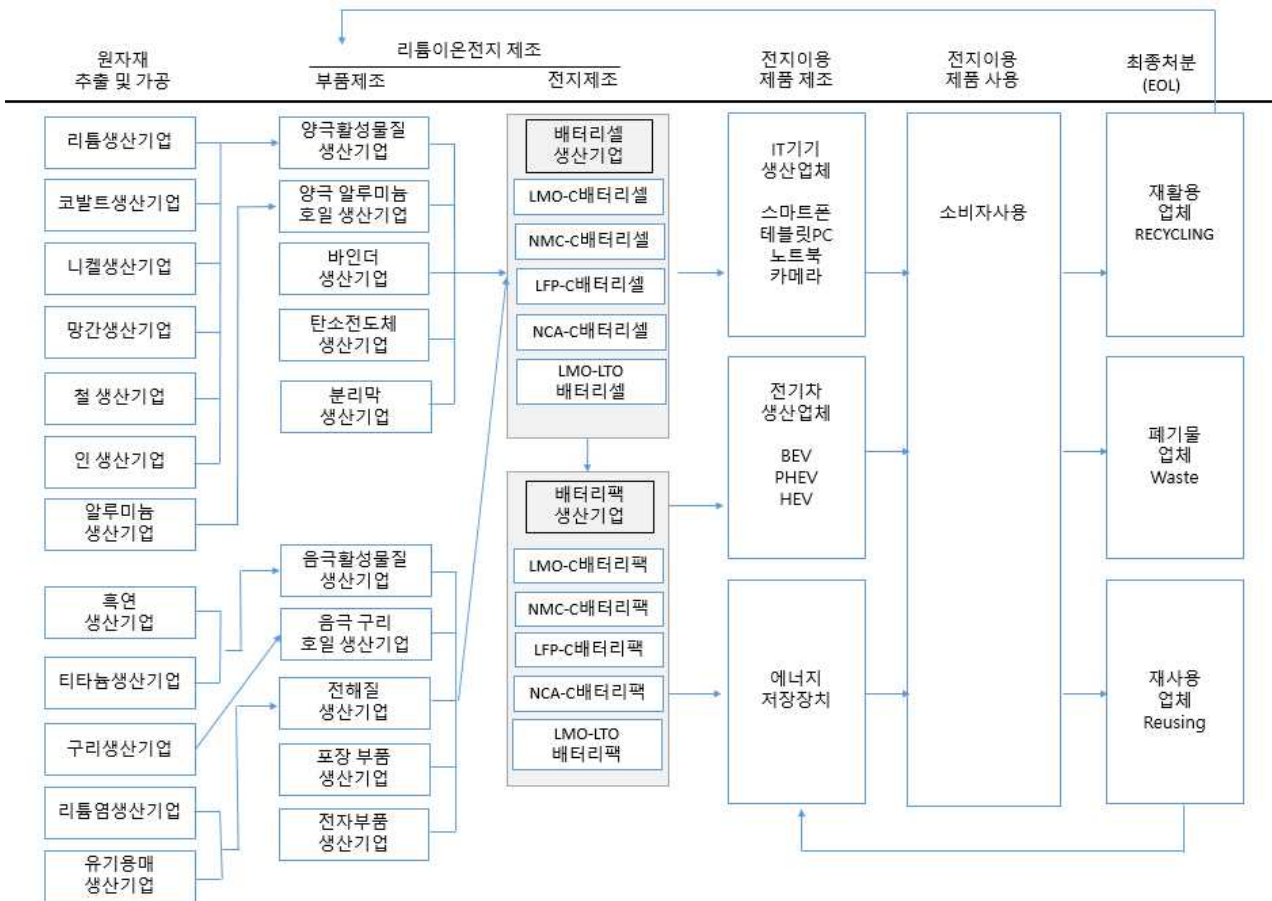 원자재
추출 및 가공
리튬이온전지 제조
부품제조
전지제조
전지이용
제품 제조
전지이용
제품 사용
최종처분
(EOL)
리튬생산기업
코발트생산기업
니켈생산기업
망간생산기업
철 생산기업
인 생산기업
알루미늄
생산기업
흑연
생산기업
티타늄생산기업
구리생산기업
리튬염생산기업
유기용매
생산기업
양극활성물질
생산기업
양극 알루미늄
호일 생산기업
바인더
생산기업
탄소전도체
생산기업
분리막
생산기업
음극활성물질
생산기업
음극 구리
호일 생산기업
전해질
생산기업
포장 부품
생산기업
전자부품
생산기업
배터리셀
생산기업
LMO-C배터리셀
NMC-C배터리셀
LFP-C배터리셀
NCA-C배터리셀
LMO-LTO
배터리셀
배터리팩
생산기업
LMO-C배터리팩
NMC-C배터리팩
LFP-C배터리팩
NCA-C배터리팩
LMO-LTO
배터리팩
IT기기
생산업체
스마트폰
테블릿PC
노트북
카메라
전기차
생산업체
BEV
PHEV
HEV
에너지
저장장치
소비자사용
재활용
업체
RECYCLING
폐기물
업체
Waste
재사용
업체
Reusing